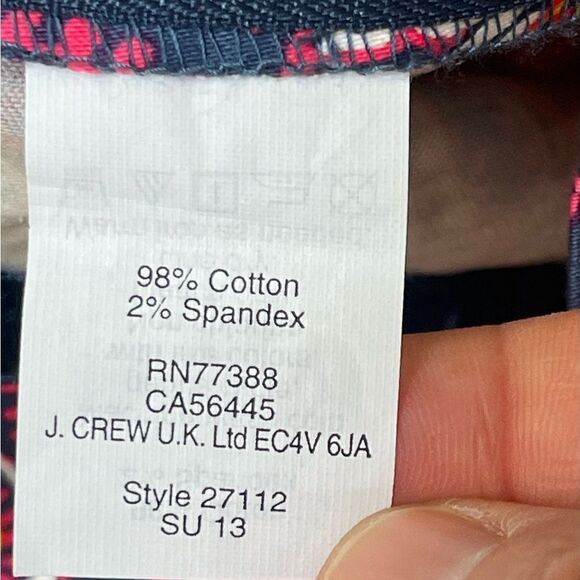 98% Cotton
2% Spandex
RN77388
CA56445
J. CREW U.K. Ltd EC4V 6JA
Style 27112
SU 13